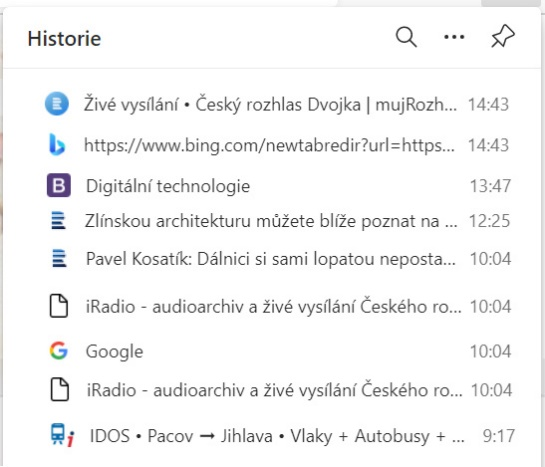 Historie
Živé vysílání • Český rozhlas Dvojka | mujRozh... 14:43
https://www.bing.com/newtabredir?url=https... 14:43
B Digitální technologie 13:47
Zlínskou architekturu můžete blíže poznat na ... 12:25
Pavel Kosatík: Dálnici si sami lopatou neposta... 10:04
iRadio - audioarchiv a živé vysílání Českého ro... 10:04
G Google 10:04
iRadio - audioarchiv a živé vysílání Českého ro... 10:04
IDOS • Pacov → Jihlava • Vlaky + Autobusy + ... 9:17